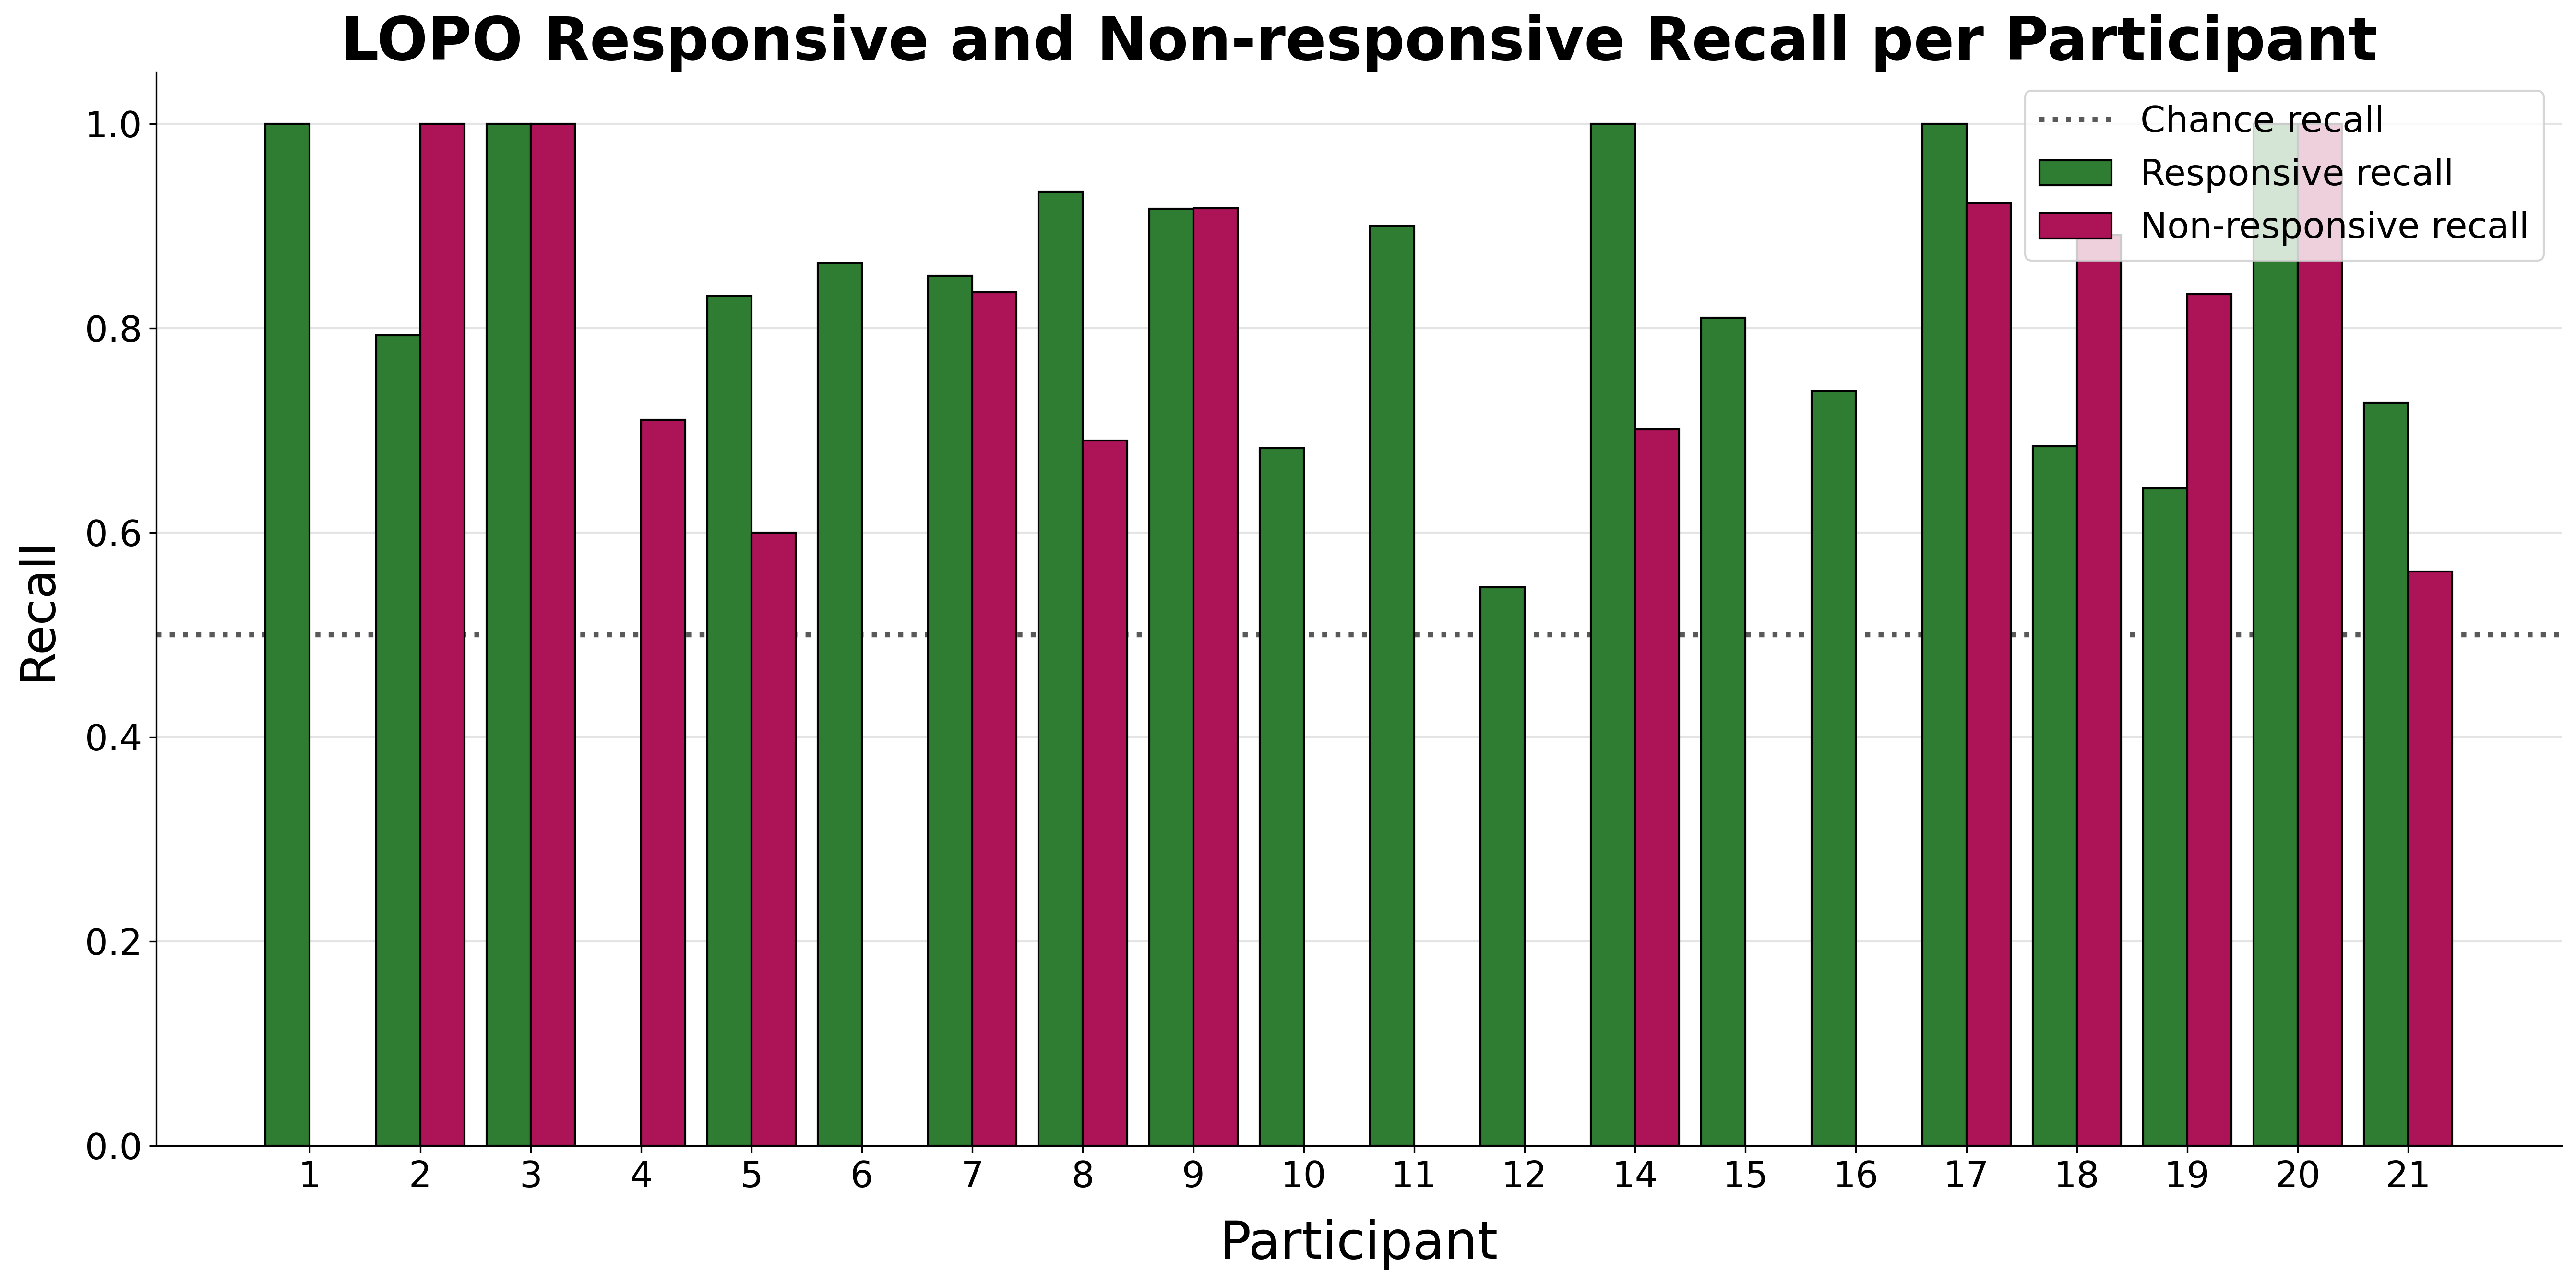 LOPO Responsive and Non-responsive Recall per Participant
Chance recall
Responsive recall
Non-responsive recall
1.0
0.8
0.6
0.4
0.2
0.0
Recall
1 2 3 4 5 6 7 8 9 10 11 12 14 15 16 17 18 19 20 21
Participant